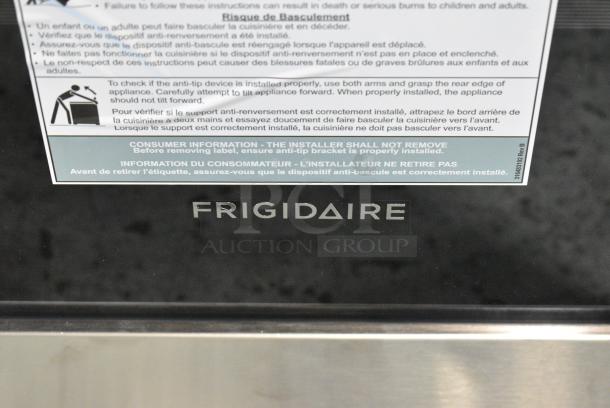 • Failure to follow these instructions can result in death or serious burns to children and adults.
Risque de Basculement
• Un enfant ou un adulte peut faire basculer la cuisinière et en décéder.
• Vérifiez que le dispositif anti-renversement a été installé.
• Assurez-vous que le dispositif anti-bascule est réengagé lorsque l'appareil est déplacé.
• Ne faites pas fonctionner la cuisinière si le dispositif anti-renversement n'est pas en place et enclenché.
• Le non-respect de ces instructions peut causer des blessures fatales ou de graves brûlures aux enfants et aux
adultes.
To check if the anti-tip device is installed properly, use both arms and grasp the rear edge of
appliance. Carefully attempt to tilt appliance forward. When properly installed, the appliance
should not tilt forward.
Pour vérifier si le support anti-renversement est correctement installé, attrapez le bord arrière de
la cuisinière à deux mains et essayez doucement de faire basculer la cuisinière vers l'avant.
Lorsque le support est correctement installé, la cuisinière ne doit pas basculer vers l'avant.
CONSUMER INFORMATION - THE INSTALLER SHALL NOT REMOVE
Before removing label, ensure anti-tip bracket is properly installed.
INFORMATION DU CONSOMMATEUR - L'INSTALLATEUR NE RETIRE PAS
Avant de retirer l'étiquette, assurez-vous que le dispositif anti-bascule est correctement installé.
PCI
FRIGIDAIRE
AUCTION GROUP